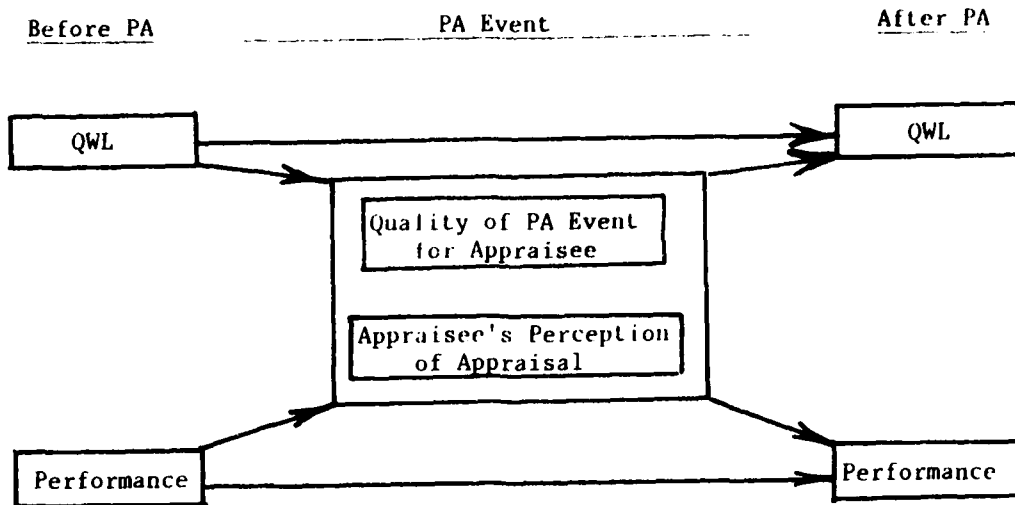 Before PA
PA Event
After PA
QWL
QWL
Quality of PA Event
for Appraisee
Appraisee's Perception
of Appraisal
Performance
Performance